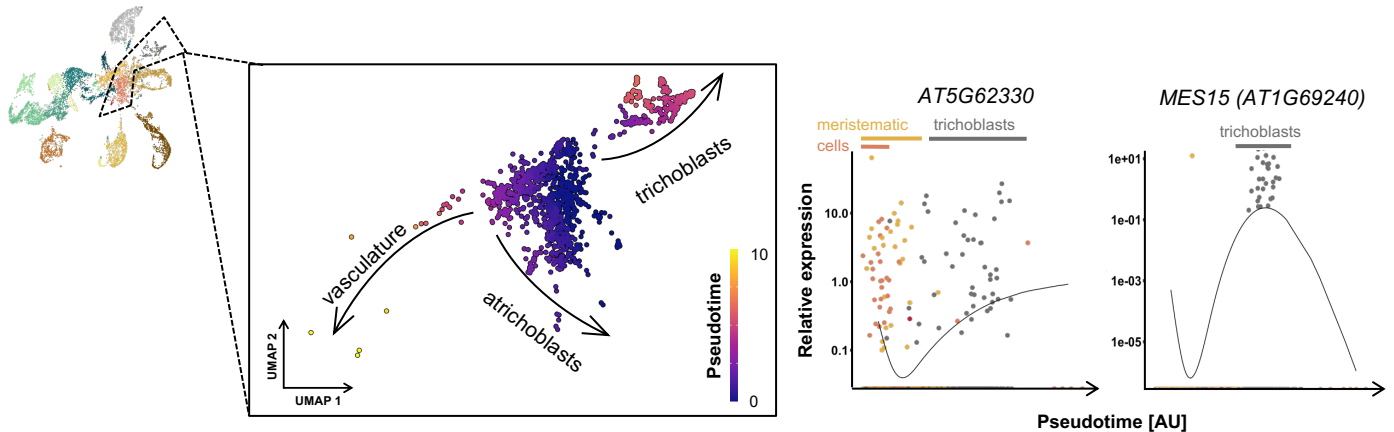 vasculature
atrichoblasts
trichoblasts
Pseudotime
10
0
UMAP 2
UMAP 1
AT5G62330
meristematic
cells
trichoblasts
Relative expression
10.0
1.0
0.1
MES15 (AT1G69240)
trichoblasts
1e+01
1e-01
1e-03
1e-05
Pseudotime [AU]